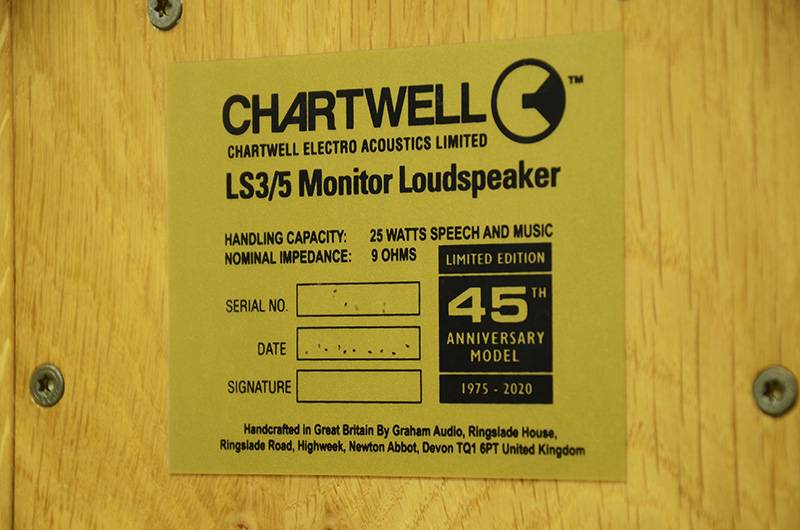 CHARTWELL ™
CHARTWELL ELECTRO ACOUSTICS LIMITED
LS3/5 Monitor Loudspeaker
HANDLING CAPACITY: 25 WATTS SPEECH AND MUSIC
NOMINAL IMPEDANCE: 9 OHMS
LIMITED EDITION
45TH
ANNIVERSARY
MODEL
1975 - 2020
SERIAL NO.
DATE
SIGNATURE
Handcrafted in Great Britain By Graham Audio, Ringslade House,
Ringslade Road, Highweek, Newton Abbot, Devon TQ1 6PT United Kingdom